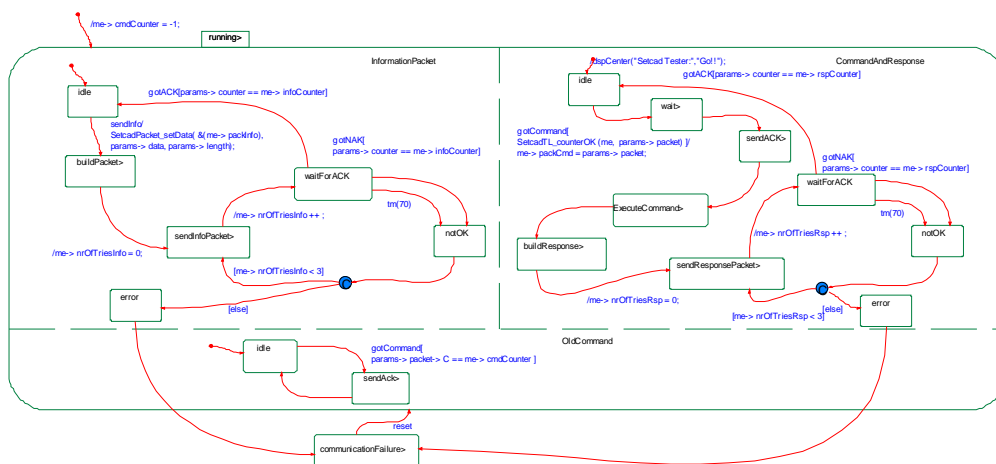 /me-> cmdCounter = -1;
running>
InformationPacket
idle
gotACK[params-> counter == me-> infoCounter]
sendInfo/
SetcadPacket_setData( &(me-> packInfo),
params-> data, params-> length);
buildPacket>
gotNAK[
params-> counter == me-> infoCounter]
waitForACK
tm(70)
/me-> nrOfTriesInfo ++ ;
sendInfoPacket>
notOK
/me-> nrOfTriesInfo = 0;
[me-> nrOfTriesInfo < 3]
C
error
[else]
/dspCenter("Setcad Tester:","Go!!");
CommandAndResponse
idle
gotACK[params-> counter == me-> rspCounter]
wait>
gotCommand[
SetcadTL_counterOK (me, params-> packet) ]/
me-> packCmd = params-> packet;
sendACK>
gotNAK[
params-> counter == me-> rspCounter]
waitForACK
tm(70)
ExecuteCommand>
/me-> nrOfTriesRsp ++ ;
notOK
buildResponse>
sendResponsePacket>
/me-> nrOfTriesRsp = 0;
C
[else]
error
[me-> nrOfTriesRsp < 3]
OldCommand
idle
gotCommand[
params-> packet-> C == me-> cmdCounter ]
sendAck>
reset
communicationFailure>